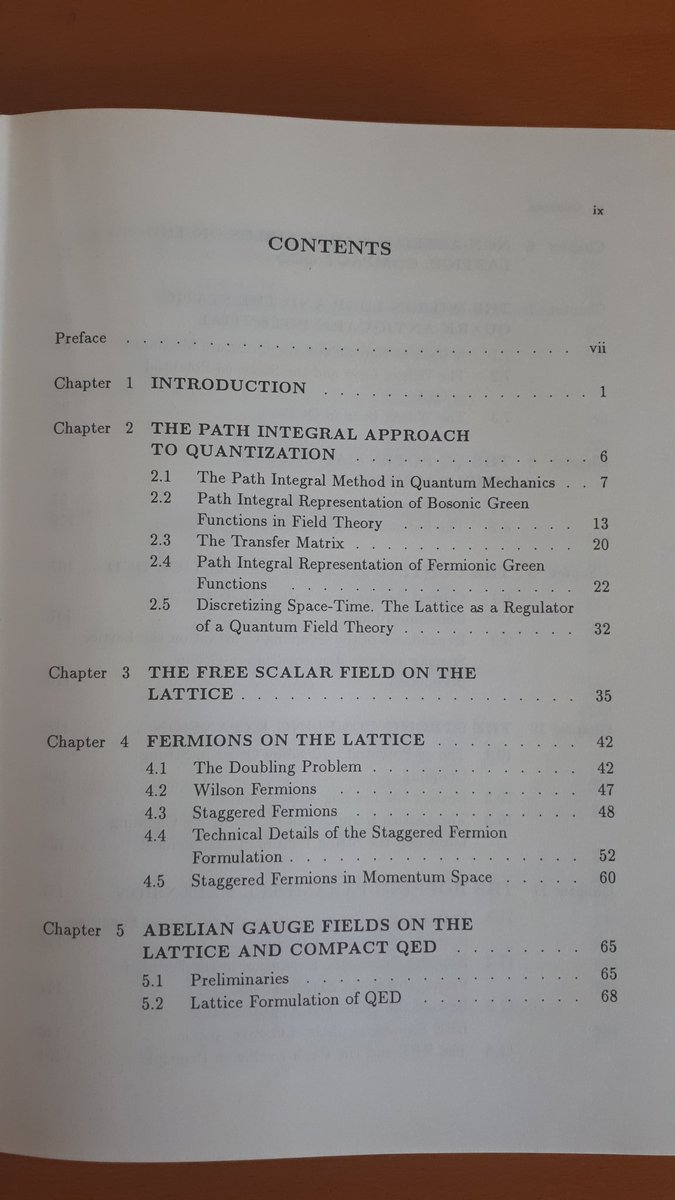 ix
CONTENTS
Preface . . . . . . . . . . . . . . . . . . . . . . . . . . . . vii
Chapter 1 INTRODUCTION . . . . . . . . . . . . . . . . . 1
Chapter 2 THE PATH INTEGRAL APPROACH
TO QUANTIZATION . . . . . . . . . . . . . . . 6
2.1 The Path Integral Method in Quantum Mechanics . . 7
2.2 Path Integral Representation of Bosonic Green
Functions in Field Theory . . . . . . . . . . . 13
2.3 The Transfer Matrix . . . . . . . . . . . . . . 20
2.4 Path Integral Representation of Fermionic Green
Functions . . . . . . . . . . . . . . . . . . 22
2.5 Discretizing Space-Time. The Lattice as a Regulator
of a Quantum Field Theory . . . . . . . . . . . 32
Chapter 3 THE FREE SCALAR FIELD ON THE
LATTICE . . . . . . . . . . . . . . . . . . . . . . 35
Chapter 4 FERMIONS ON THE LATTICE . . . . . . . . . 42
4.1 The Doubling Problem . . . . . . . . . . . . . 42
4.2 Wilson Fermions . . . . . . . . . . . . . . . 47
4.3 Staggered Fermions . . . . . . . . . . . . . . 48
4.4 Technical Details of the Staggered Fermion
Formulation . . . . . . . . . . . . . . . . . . 52
4.5 Staggered Fermions in Momentum Space . . . . . 60
Chapter 5 ABELIAN GAUGE FIELDS ON THE
LATTICE AND COMPACT QED . . . . . . . . 65
5.1 Preliminaries . . . . . . . . . . . . . . . . . 65
5.2 Lattice Formulation of QED . . . . . . . . . . 68